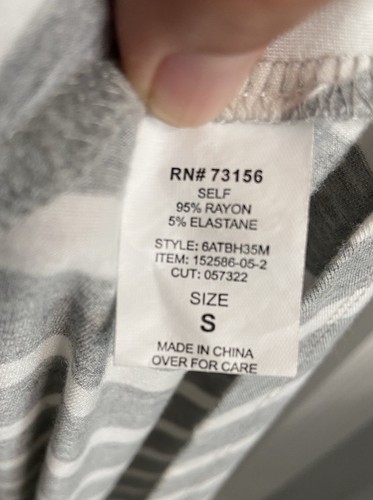 RN# 73156
SELF
95% RAYON
5% ELASTANE
STYLE: 6ATBH35M
ITEM: 152586-05-2
CUT: 057322
SIZE
S
MADE IN CHINA
OVER FOR CARE